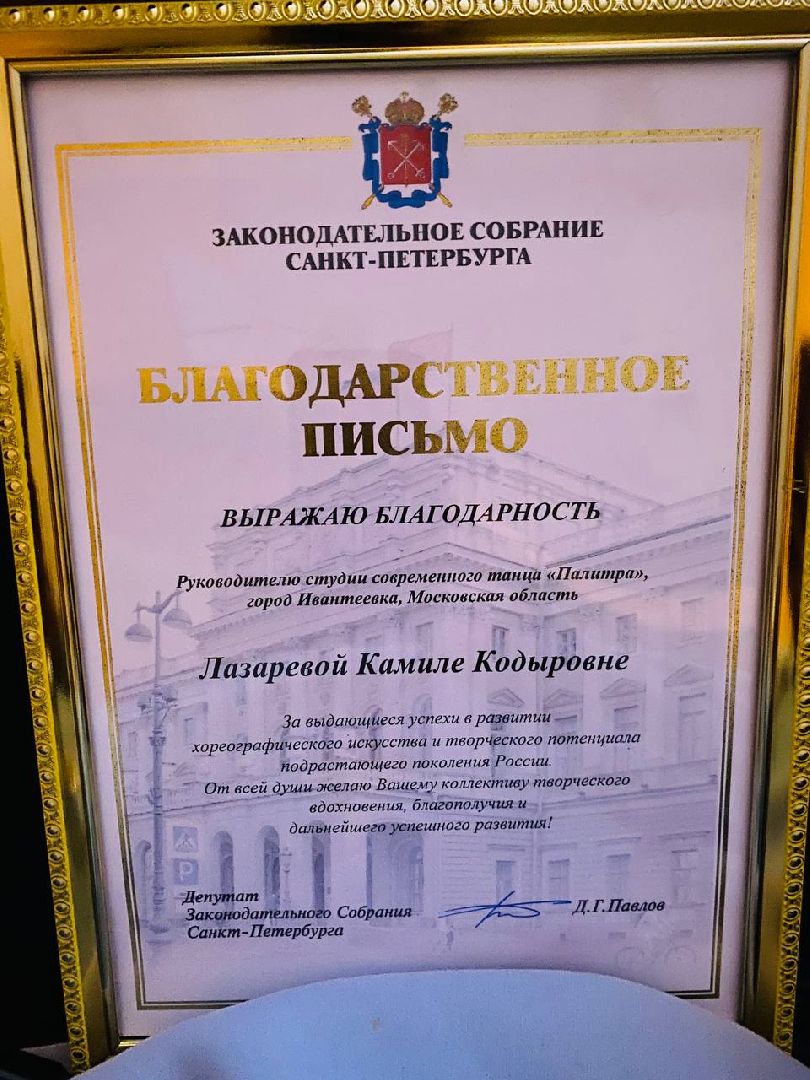 ЗАКОНОДАТЕЛЬНОЕ СОБРАНИЕ
САНКТ-ПЕТЕРБУРГА
БЛАГОДАРСТВЕННОЕ
ПИСЬМО
ВЫРАЖАЮ БЛАГОДАРНОСТЬ
Руководителю студии современного танца «Палитра»,
город Ивантеевка, Московская область
Лазаревой Камиле Кодыровне
За выдающиеся успехи в развитии
хореографического искусства и творческого потенциала
подрастающего поколения России.
От всей души желаю Вашему коллективу творческого
вдохновения, благополучия и
дальнейшего успешного развития!
P
Депутат
Законодательного Собрания
Санкт-Петербурга
Д.Г.Павлов